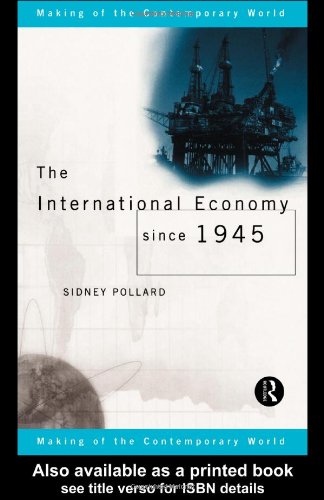 Making of the Contemporary World
The
International Economy
since 1945
SIDNEY POLLARD
R
ROUTLEDGE
Making of the Contemporary World
Also available as a printed book
see title verso for ISBN details